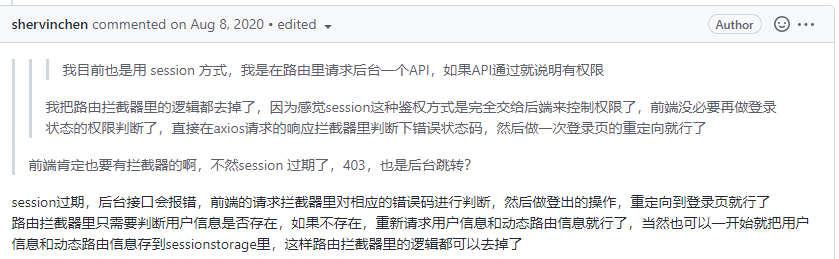 shervinchen commented on Aug 8, 2020 • edited
Author
我目前也是用 session 方式，我是在路由里请求后台一个API，如果API通过就说明有权限
我把路由拦截器里的逻辑都去掉了，因为感觉session这种鉴权方式是完全交给后端来控制权限了，前端没必要再做登录
状态的权限判断了，直接在axios请求的响应拦截器里判断下错误状态码，然后做一次登录页的重定向就行了
前端肯定也要有拦截器的啊，不然session 过期了，403，也是后台跳转？
session过期，后台接口会报错，前端的请求拦截器里对相应的错误码进行判断，然后做登出的操作，重定向到登录页就行了
路由拦截器里只需要判断用户信息是否存在，如果不存在，重新请求用户信息和动态路由信息就行了，当然也可以一开始就把用户
信息和动态路由信息存到sessionstorage里，这样路由拦截器里的逻辑都可以去掉了